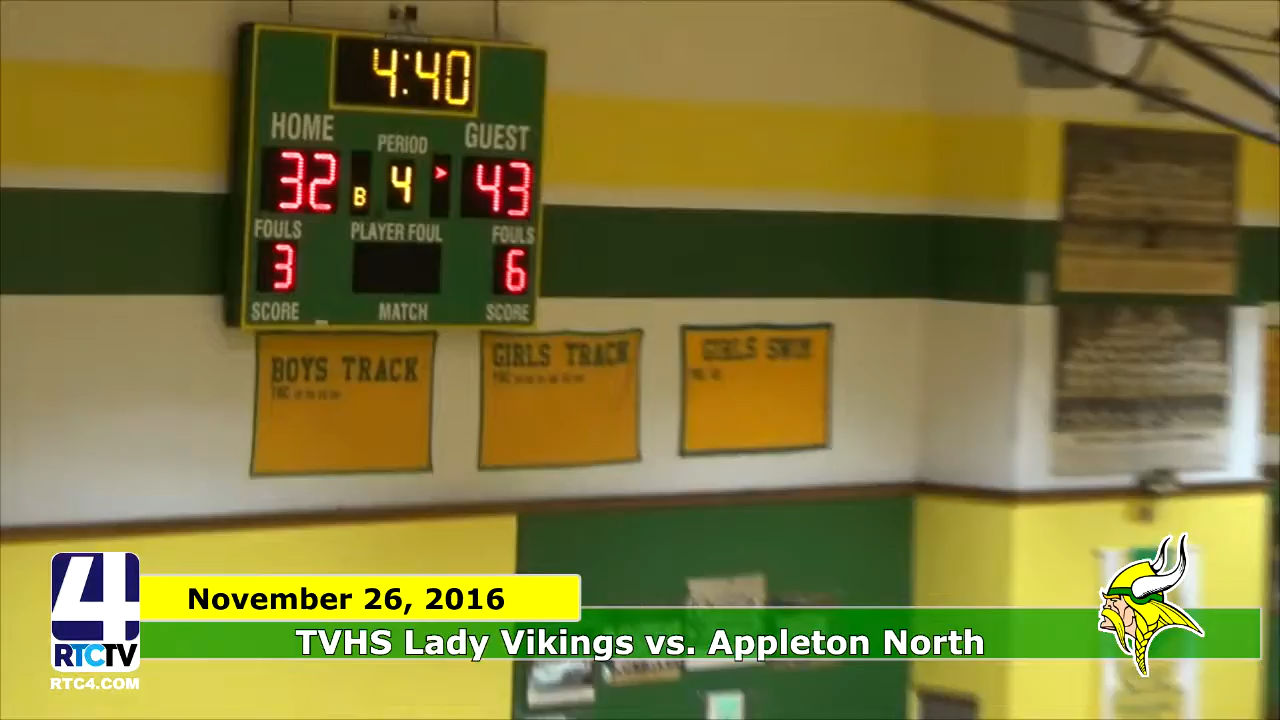 4:40
HOME
PERIOD
GUEST
32
B
4
>
43
FOULS
PLAYER FOUL
FOULS
3
6
SCORE
MATCH
SCORE
BOYS TRACK
GIRLS TRACK
GIRLS SWIM
4
November 26, 2016
TVHS Lady Vikings vs. Appleton North
RTCTV
RTC4.COM